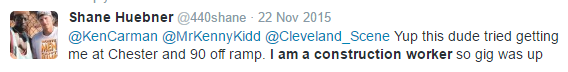 Shane Huebner @440shane · 22 Nov 2015
@KenCarman @MrKennyKidd @Cleveland_Scene Yup this dude tried getting
me at Chester and 90 off ramp. I am a construction worker so gig was up